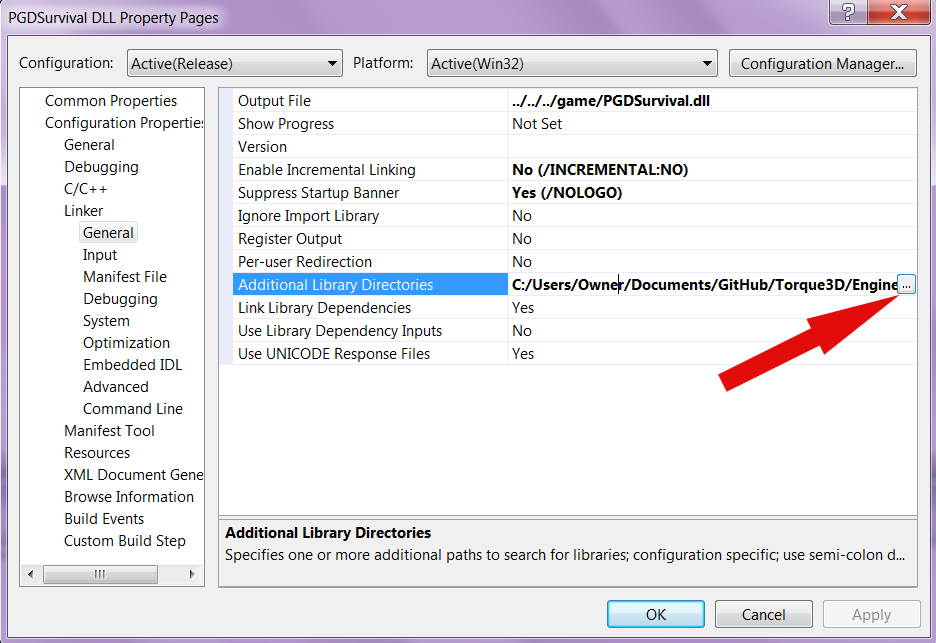 PGDSurvival DLL Property Pages
?
Configuration: Active(Release) Platform: Active(Win32) Configuration Manager...
Common Properties
Configuration Properties
General
Debugging
C/C++
Linker
General
Input
Manifest File
Debugging
System
Optimization
Embedded IDL
Advanced
Command Line
Manifest Tool
Resources
XML Document Gene
Browse Information
Build Events
Custom Build Step
Output File ../../../game/PGDSurvival.dll
Show Progress Not Set
Version
Enable Incremental Linking No (/INCREMENTAL:NO)
Suppress Startup Banner Yes (/NOLOGO)
Ignore Import Library No
Register Output No
Per-user Redirection No
Additional Library Directories C:/Users/Owner/Documents/GitHub/Torque3D/Engine ...
Link Library Dependencies Yes
Use Library Dependency Inputs No
Use UNICODE Response Files Yes
Additional Library Directories
Specifies one or more additional paths to search for libraries; configuration specific; use semi-colon d...
OK Cancel Apply